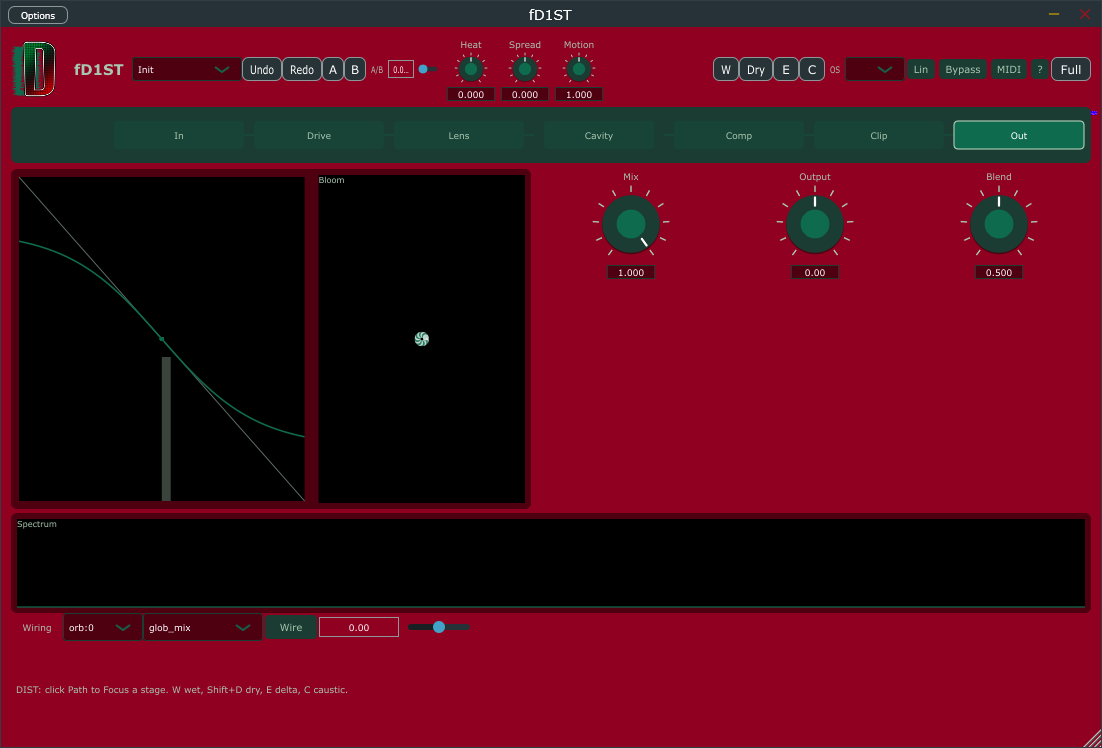 Options
fD1ST
D
fD1ST
Init
Undo
Redo
A
B
A/B
0.0...
Heat
0.000
Spread
0.000
Motion
1.000
W
Dry
E
C
OS
Lin
Bypass
MIDI
?
Full
In
Drive
Lens
Cavity
Comp
Clip
Out
Bloom
Mix
1.000
Output
0.00
Blend
0.500
Spectrum
Wiring
orb:0
glob_mix
Wire
0.00
DIST: click Path to Focus a stage. W wet, Shift+D dry, E delta, C caustic.